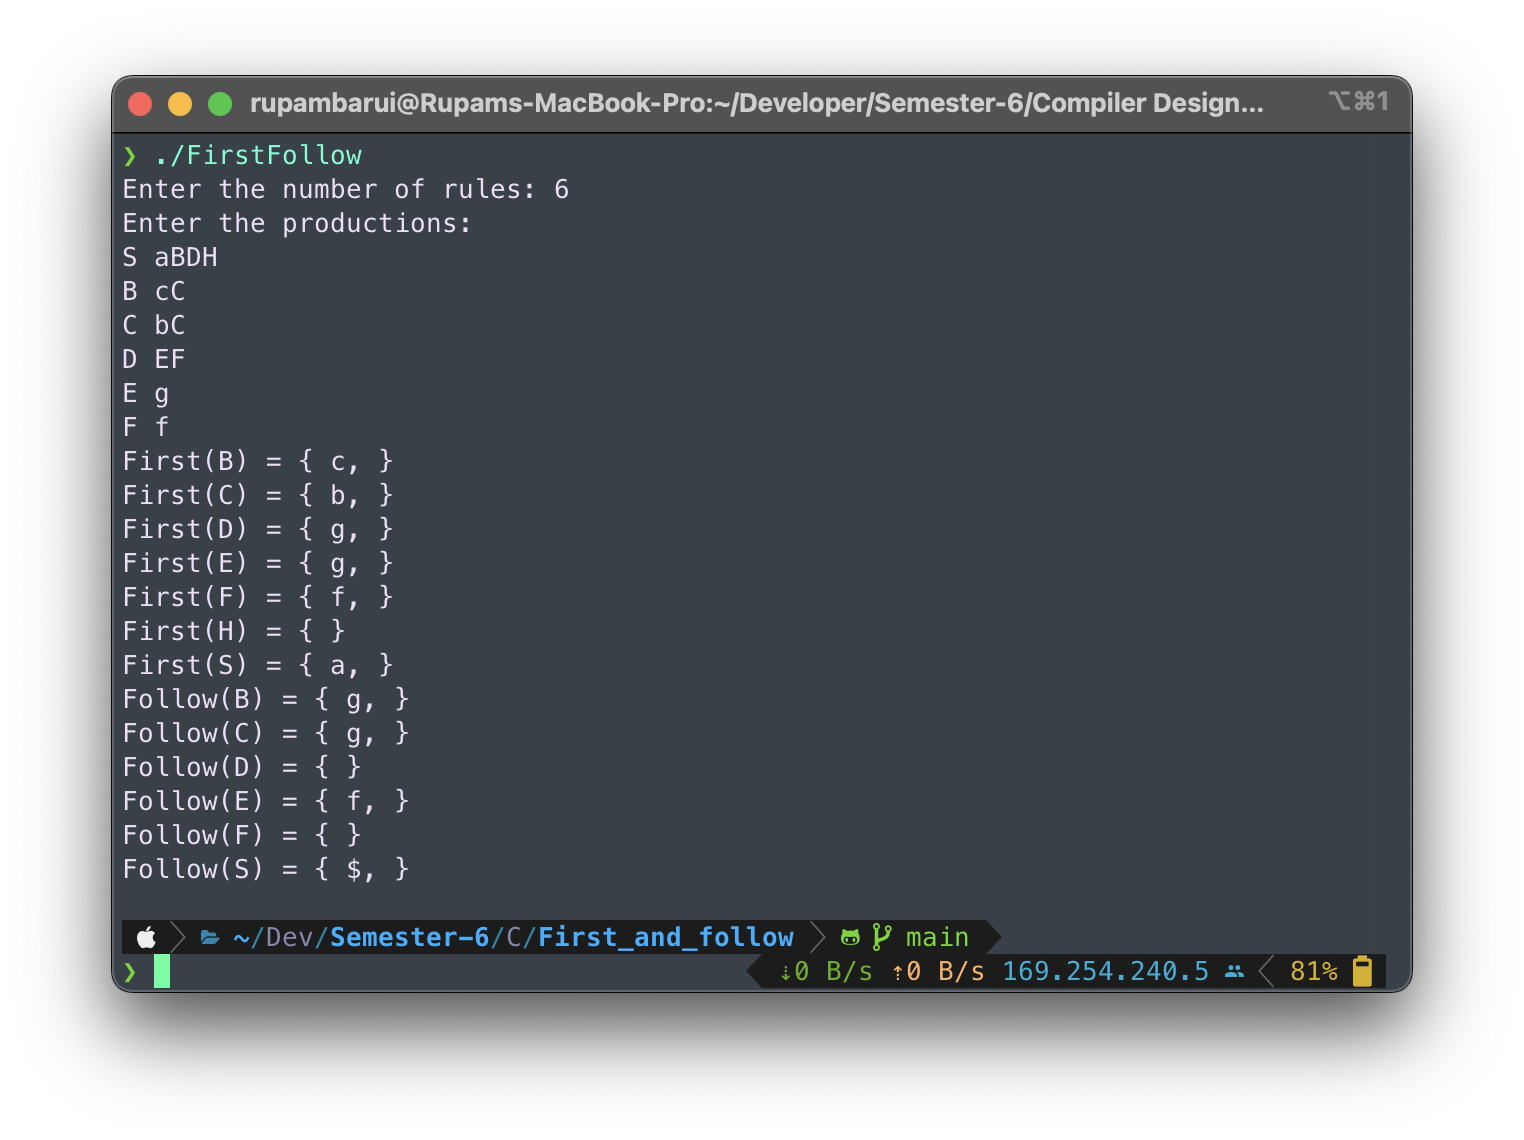 rupambarui@Rupams-MacBook-Pro:~/Developer/Semester-6/Compiler Design... ⌥⌘1
❯ ./FirstFollow
Enter the number of rules: 6
Enter the productions:
S aBDH
B cC
C bC
D EF
E g
F f
First(B) = { c, }
First(C) = { b, }
First(D) = { g, }
First(E) = { g, }
First(F) = { f, }
First(H) = { }
First(S) = { a, }
Follow(B) = { g, }
Follow(C) = { g, }
Follow(D) = { }
Follow(E) = { f, }
Follow(F) = { }
Follow(S) = { $, }
~/Dev/Semester-6/C/First_and_follow main
❯ ⇣0 B/s ⇡0 B/s 169.254.240.5 81%